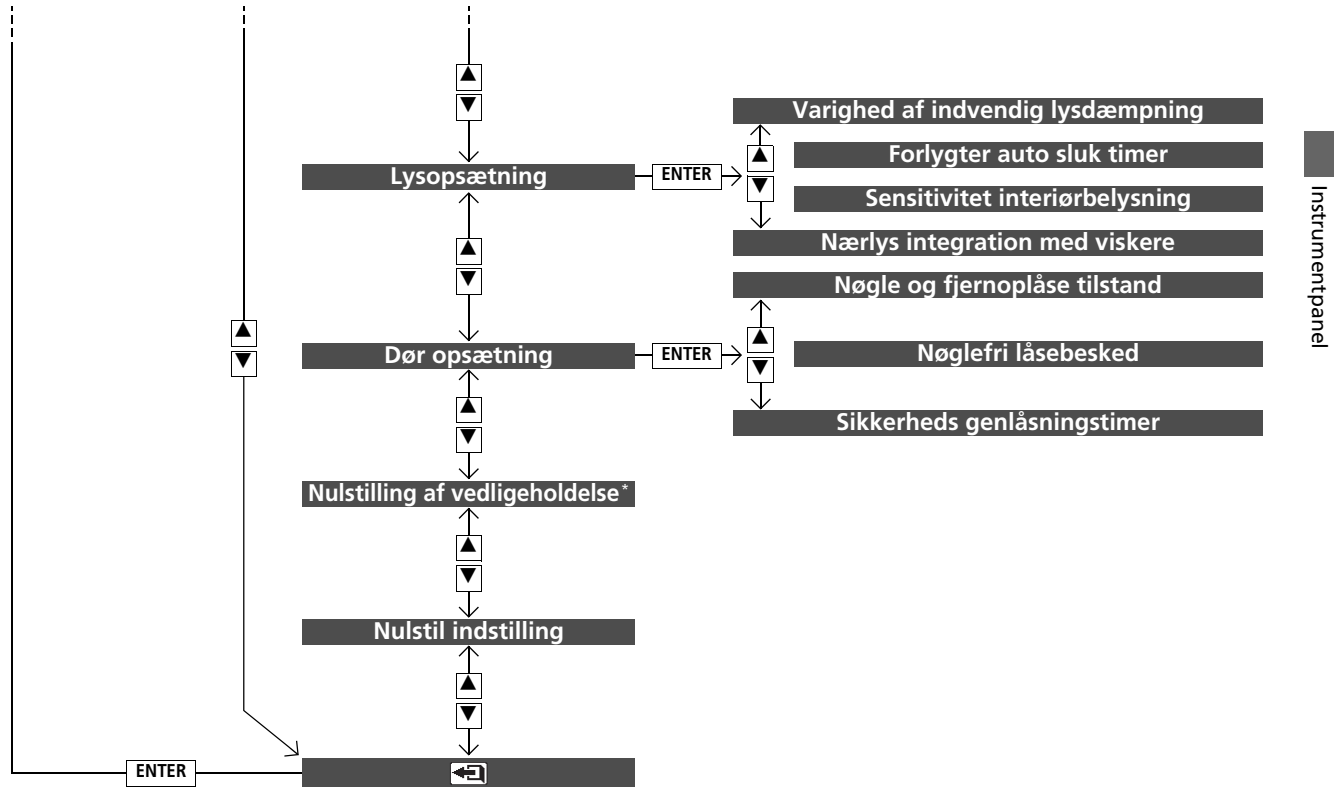 Varighed af indvendig lysdæmpning
Forlygter auto sluk timer
Lysopsætning
ENTER
Sensitivitet interiørbelysning
Nærlys integration med viskere
Nøgle og fjernoplåse tilstand
Dør opsætning
ENTER
Nøglefri låsebesked
Sikkerheds genlåsningstimer
Nulstilling af vedligeholdelse*
Nulstil indstilling
ENTER
Instrumentpanel